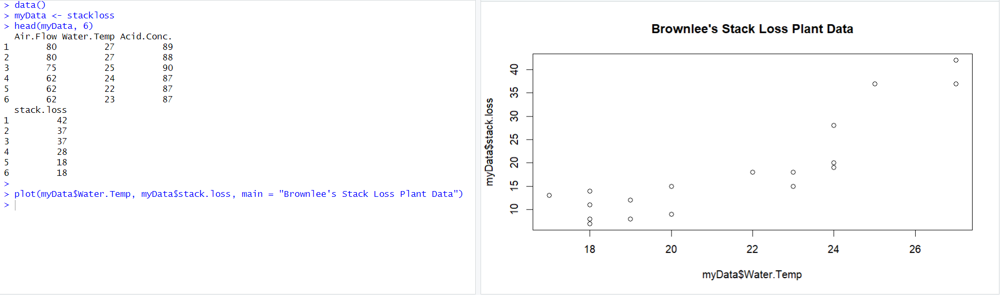 > data()
> myData <- stackloss
> head(myData, 6)
  Air.Flow Water.Temp Acid.Conc.
1       80         27         89
2       80         27         88
3       75         25         90
4       62         24         87
5       62         22         87
6       62         23         87
  stack.loss
1         42
2         37
3         37
4         28
5         18
6         18
>
> plot(myData$Water.Temp, myData$stack.loss, main = "Brownlee's Stack Loss Plant Data")
>
Brownlee's Stack Loss Plant Data
myData$stack.loss
40
35
30
25
20
15
10
18 20 22 24 26
myData$Water.Temp